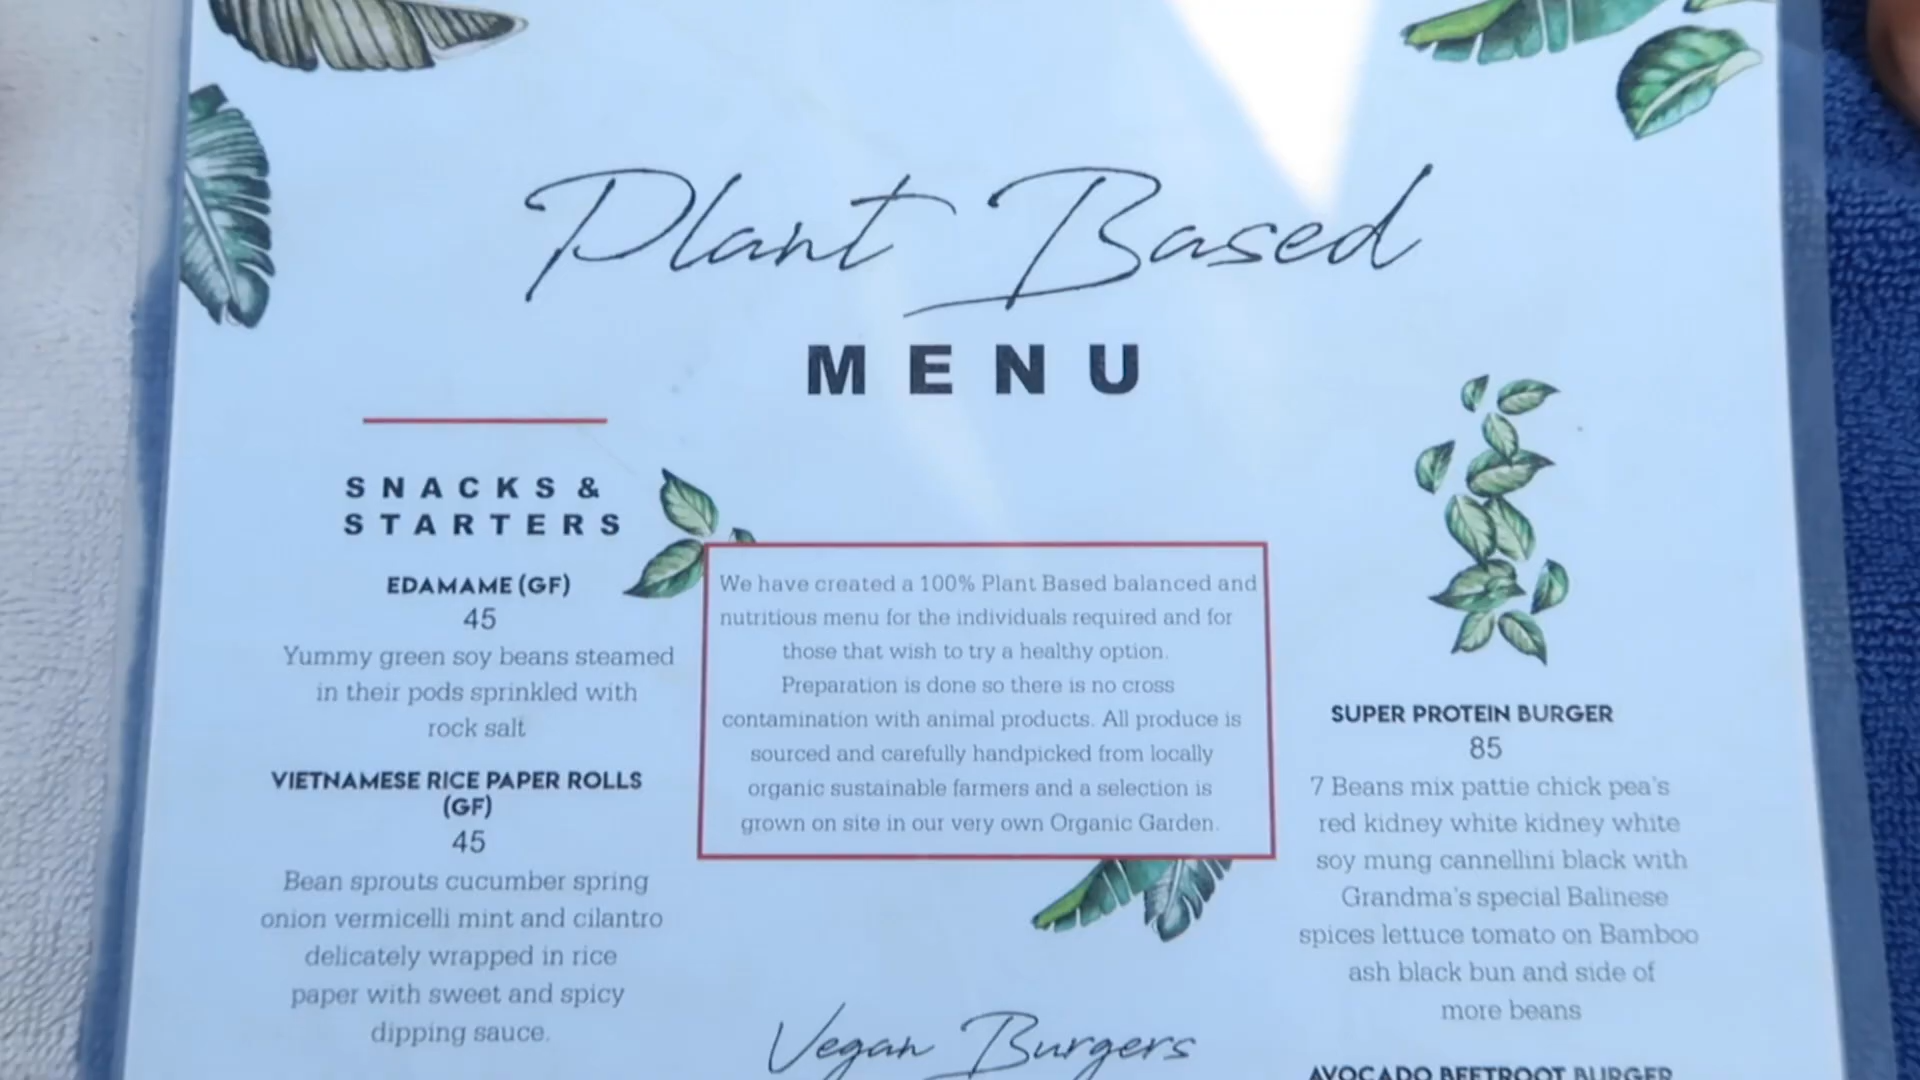 Plant Based
MENU
SNACKS &
STARTERS
EDAMAME (GF)
45
Yummy green soy beans steamed
in their pods sprinkled with
rock salt
VIETNAMESE RICE PAPER ROLLS
(GF)
45
Bean sprouts cucumber spring
onion vermicelli mint and cilantro
delicately wrapped in rice
paper with sweet and spicy
dipping sauce.
We have created a 100% Plant Based balanced and
nutritious menu for the individuals required and for
those that wish to try a healthy option.
Preparation is done so there is no cross
contamination with animal products. All produce is
sourced and carefully handpicked from locally
organic sustainable farmers and a selection is
grown on site in our very own Organic Garden.
Vegan Burgers
SUPER PROTEIN BURGER
85
7 Beans mix pattie chick pea's
red kidney white kidney white
soy mung cannellini black with
Grandma's special Balinese
spices lettuce tomato on Bamboo
ash black bun and side of
more beans
AVOCADO BEETROOT BURGER